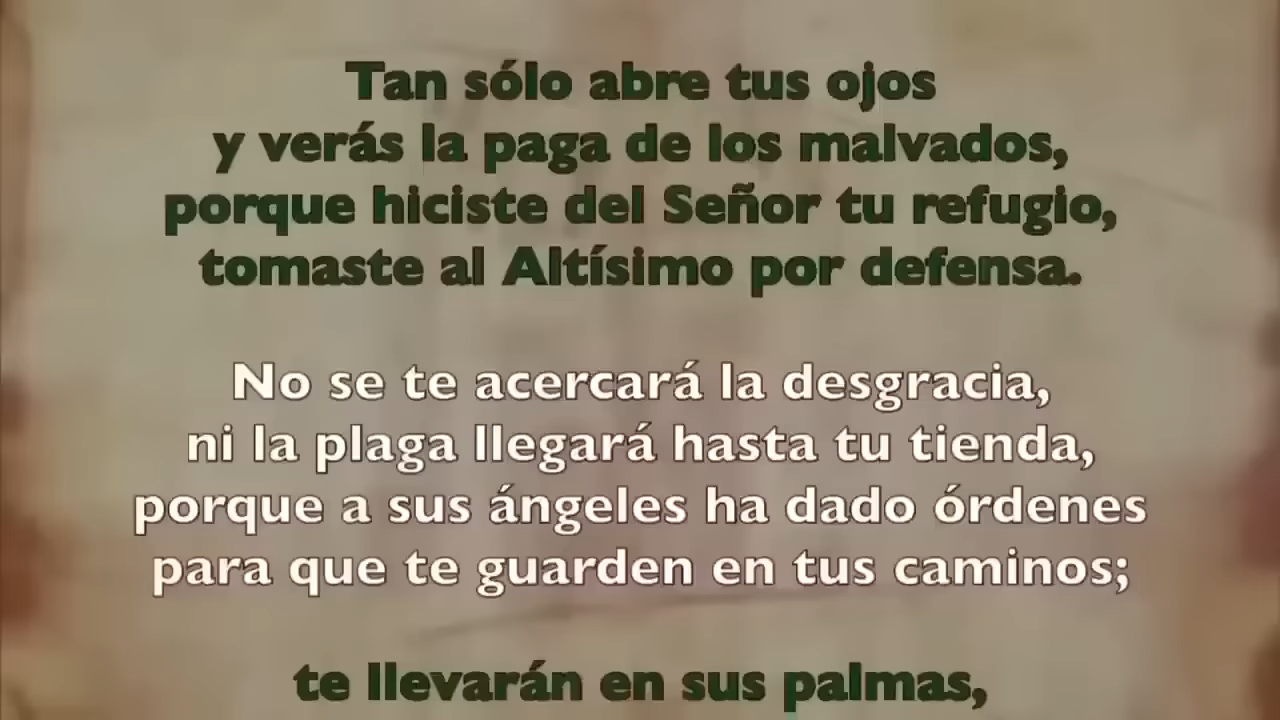 Tan sólo abre tus ojos
y verás la paga de los malvados,
porque hiciste del Señor tu refugio,
tomaste al Altísimo por defensa.
No se te acercará la desgracia,
ni la plaga llegará hasta tu tienda,
porque a sus ángeles ha dado órdenes
para que te guarden en tus caminos;
te llevarán en sus palmas,